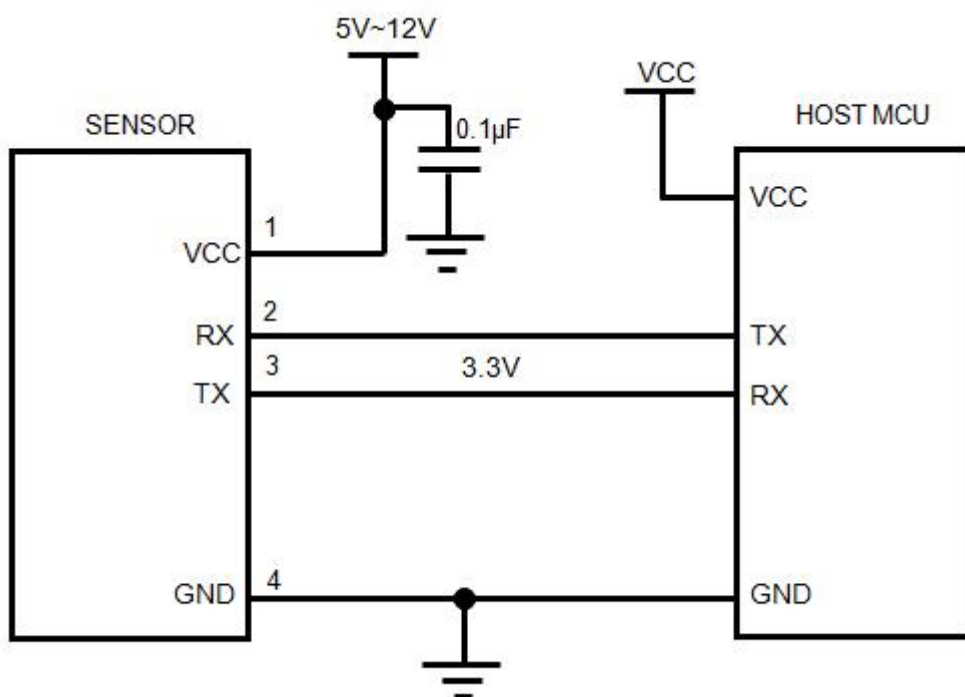 5V~12V
VCC
SENSOR
0.1µF
HOST MCU
VCC
1
VCC
2
RX
TX
3
3.3V
TX
RX
GND
4
GND